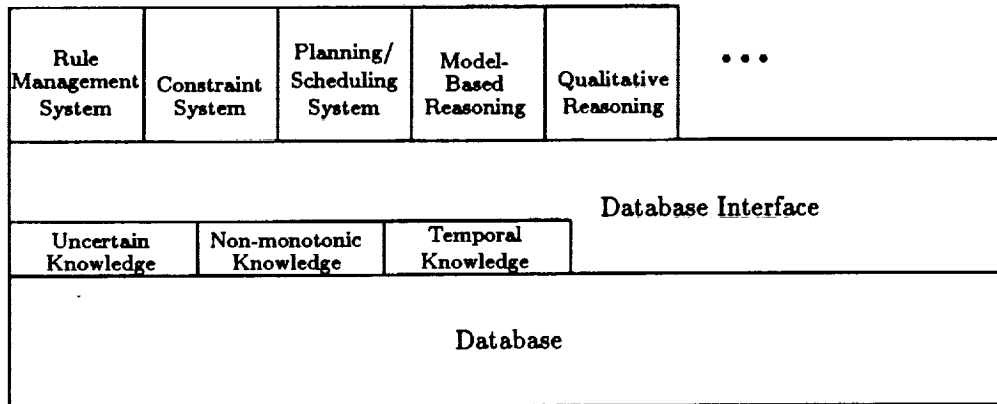 Rule
Management
System
Constraint
System
Planning/
Scheduling
System
Model-
Based
Reasoning
Qualitative
Reasoning
• • •
Database Interface
Uncertain
Knowledge
Non-monotonic
Knowledge
Temporal
Knowledge
Database